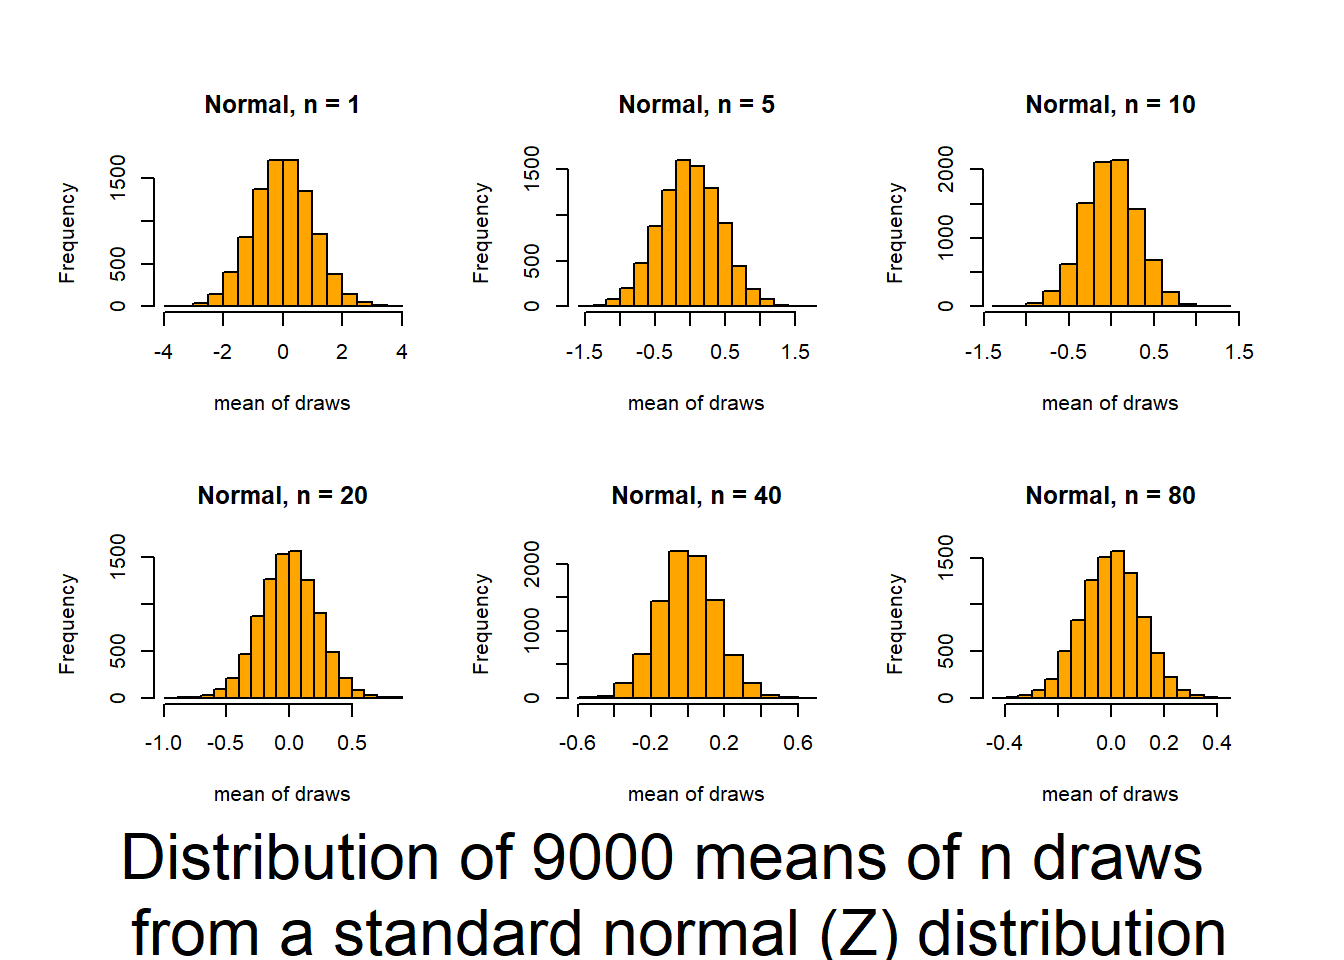 Normal, n = 1
Frequency
0 500 1500
-4 -2 0 2 4
mean of draws
Normal, n = 5
Frequency
0 500 1500
-1.5 -0.5 0.5 1.5
mean of draws
Normal, n = 10
Frequency
0 1000 2000
-1.5 -0.5 0.5 1.5
mean of draws
Normal, n = 20
Frequency
0 500 1500
-1.0 -0.5 0.0 0.5
mean of draws
Normal, n = 40
Frequency
0 1000 2000
-0.6 -0.2 0.2 0.6
mean of draws
Normal, n = 80
Frequency
0 500 1500
-0.4 0.0 0.2 0.4
mean of draws
Distribution of 9000 means of n draws
from a standard normal (Z) distribution